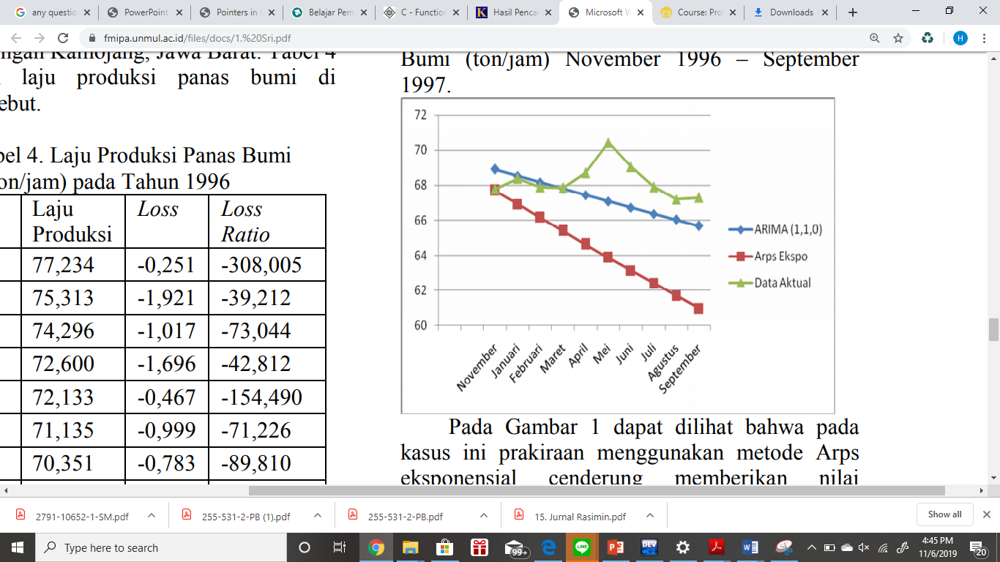 any questio
PowerPoint
Pointers in
Belajar Pem
C - Function
Hasil Penca
Microsoft W
Course: Pro
Downloads
fmipa.unmul.ac.id/files/docs/1.%20Sri.pdf
Kamojang, Jawa Barat. Tabel 4
laju produksi panas bumi di
Tabel 4. Laju Produksi Panas Bumi
(ton/jam) pada Tahun 1996
Laju Produksi Loss Loss Ratio
77,234 -0,251 -308,005
75,313 -1,921 -39,212
74,296 -1,017 -73,044
72,600 -1,696 -42,812
72,133 -0,467 -154,490
71,135 -0,999 -71,226
70,351 -0,783 -89,810
Bumi (ton/jam) November 1996 – September
1997.
72
70
68
66
64
62
60
November
Januari
Februari
Maret
April
Mei
Juni
Juli
Agustus
September
ARIMA (1,1,0)
Arps Ekspo
Data Aktual
Pada Gambar 1 dapat dilihat bahwa pada
kasus ini prakiraan menggunakan metode Arps
eksponensial cenderung memberikan nilai
2791-10652-1-SM.pdf
255-531-2-PB (1).pdf
255-531-2-PB.pdf
15. Jurnal Rasimin.pdf
Show all
Type here to search
99+
LINE
DEV
4:45 PM
11/6/2019
20